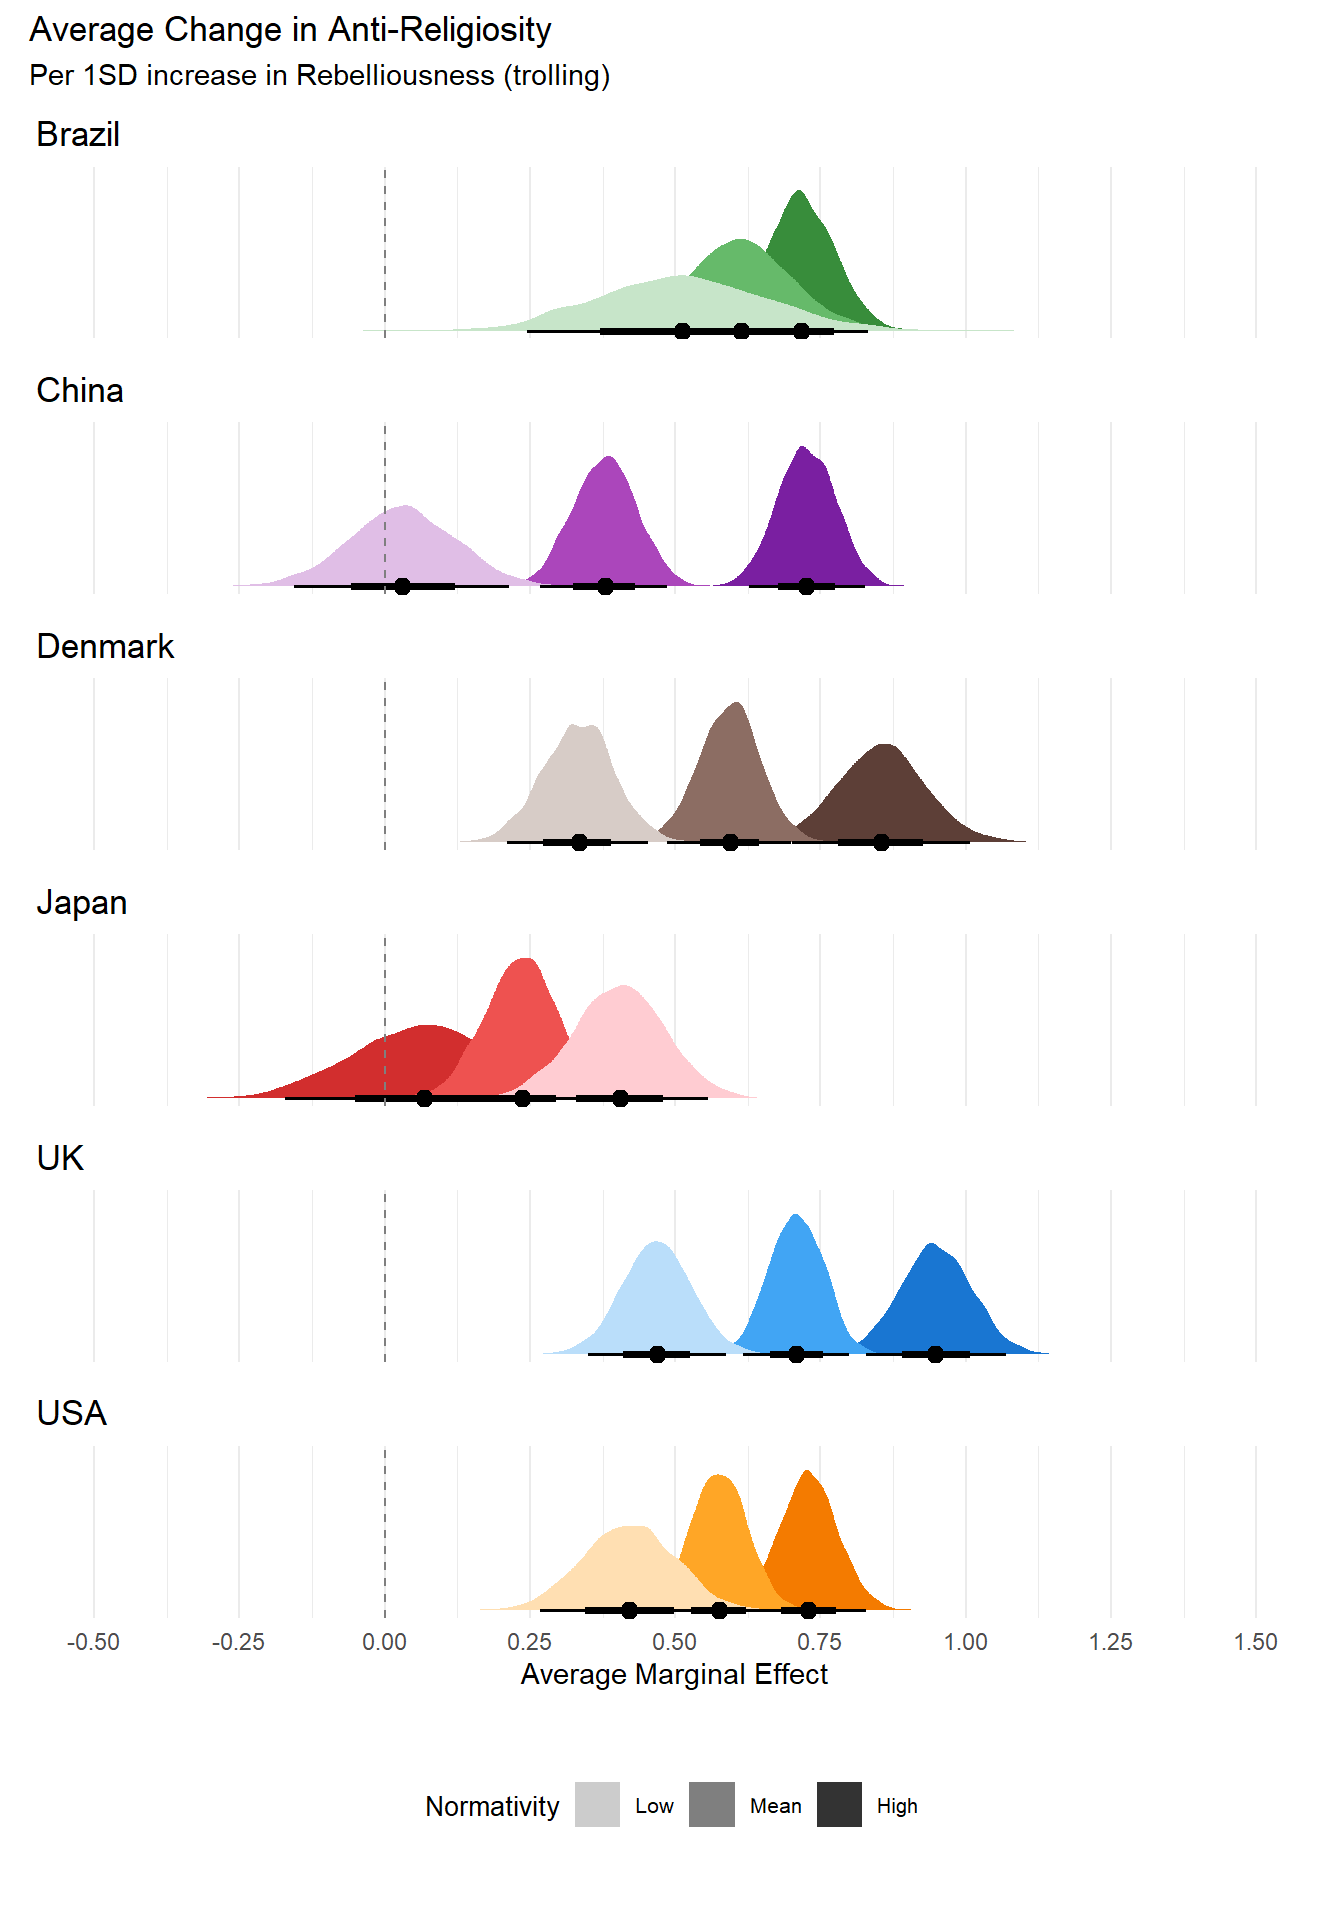 Average Change in Anti-Religiosity
Per 1SD increase in Rebelliousness (trolling)
Brazil
China
Denmark
Japan
UK
USA
-0.50 -0.25 0.00 0.25 0.50 0.75 1.00 1.25 1.50
Average Marginal Effect
Normativity Low Mean High